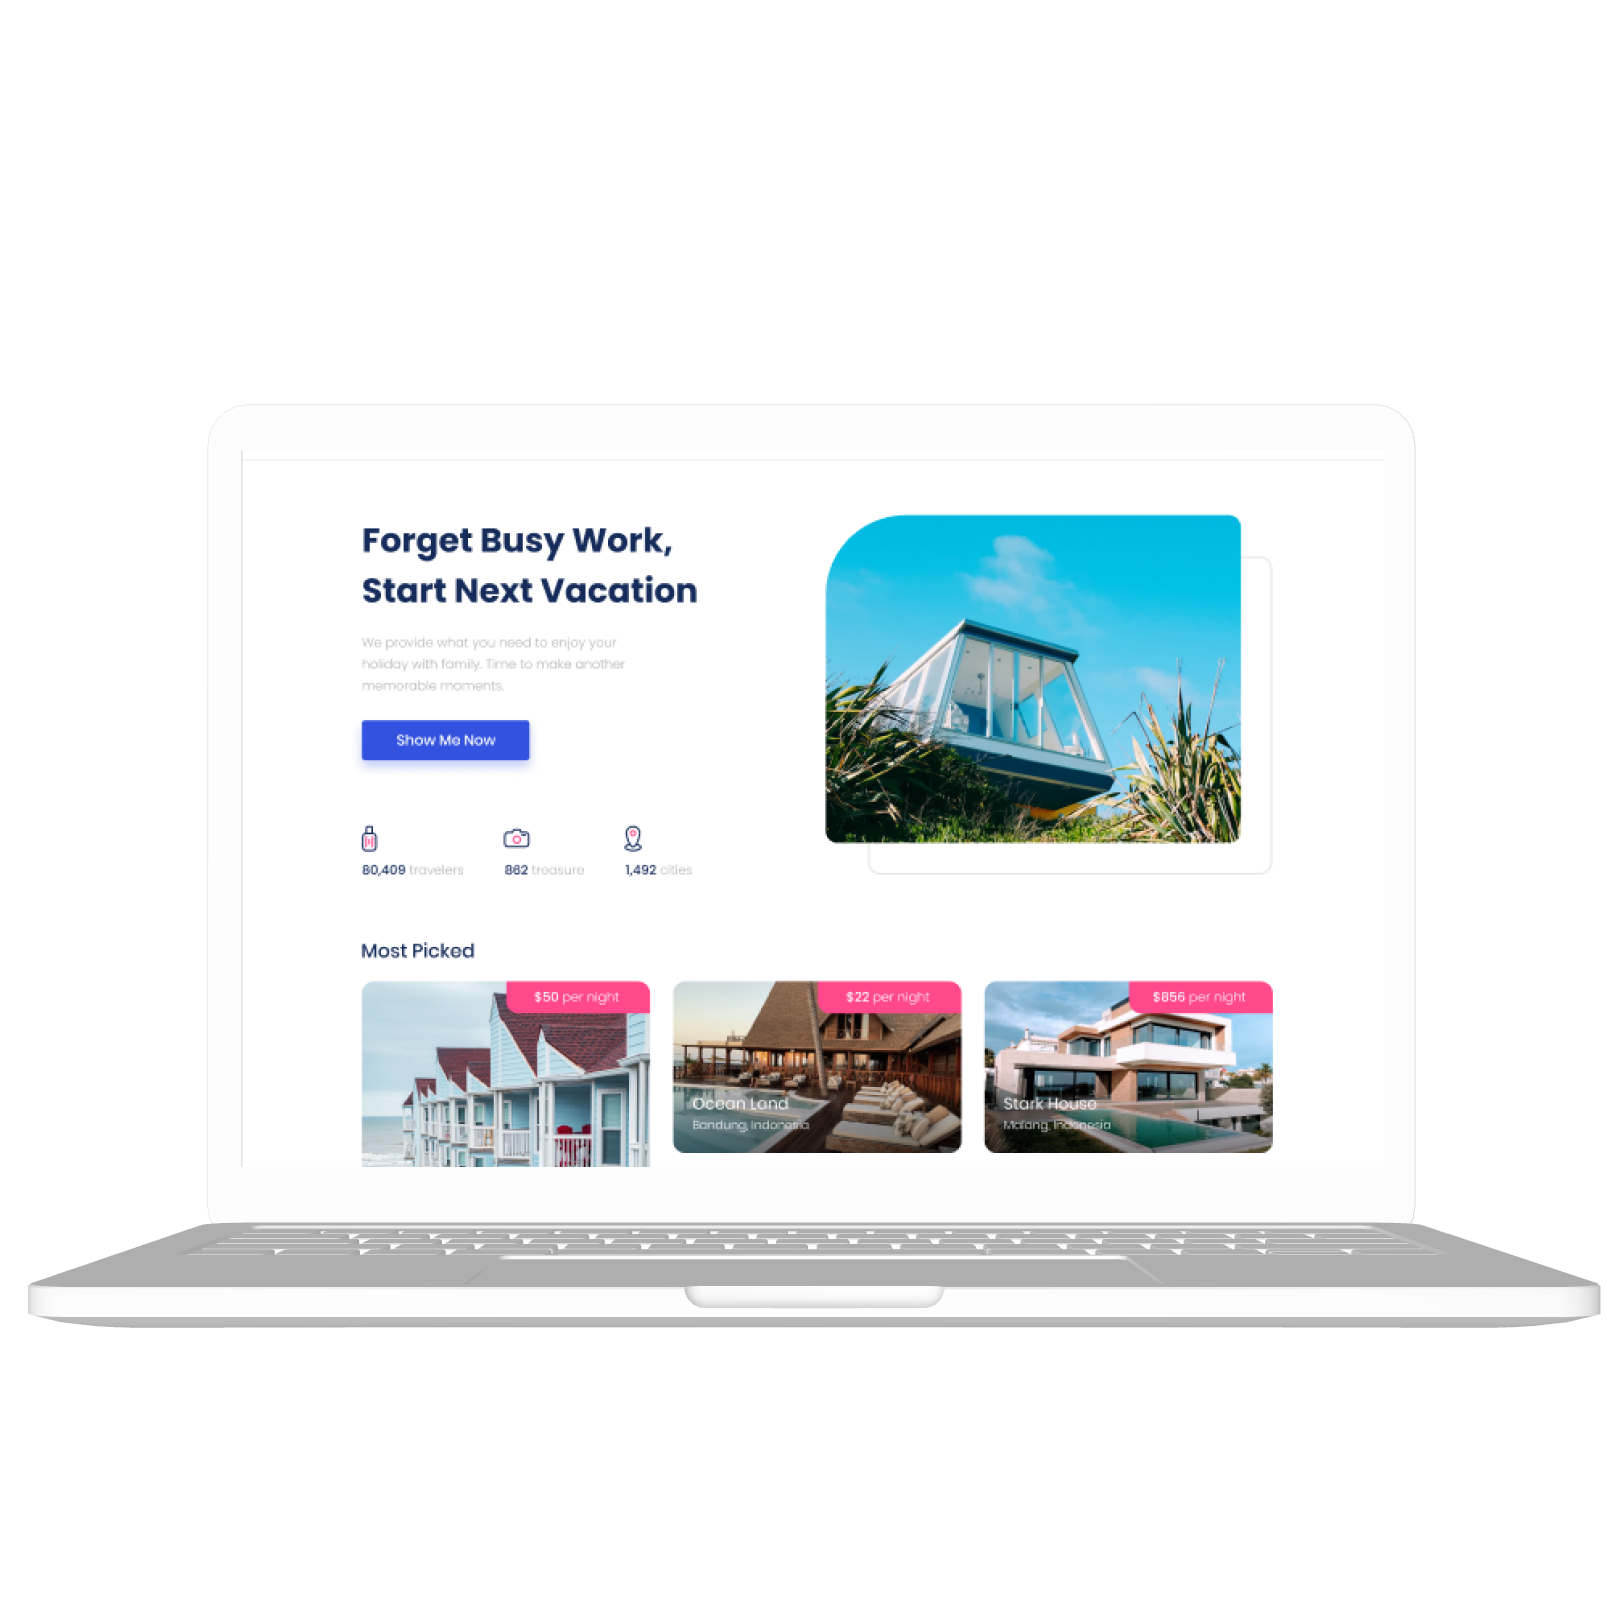 Forget Busy Work,
Start Next Vacation
We provide what you need to enjoy your
holiday with family. Time to make another
memorable moments.
Show Me Now
80,409 travelers
862 treasure
1,492 cities
Most Picked
$50 per night
$22 per night
Ocean Land
Bandung, Indonesia
$856 per night
Stark House
Malang, Indonesia